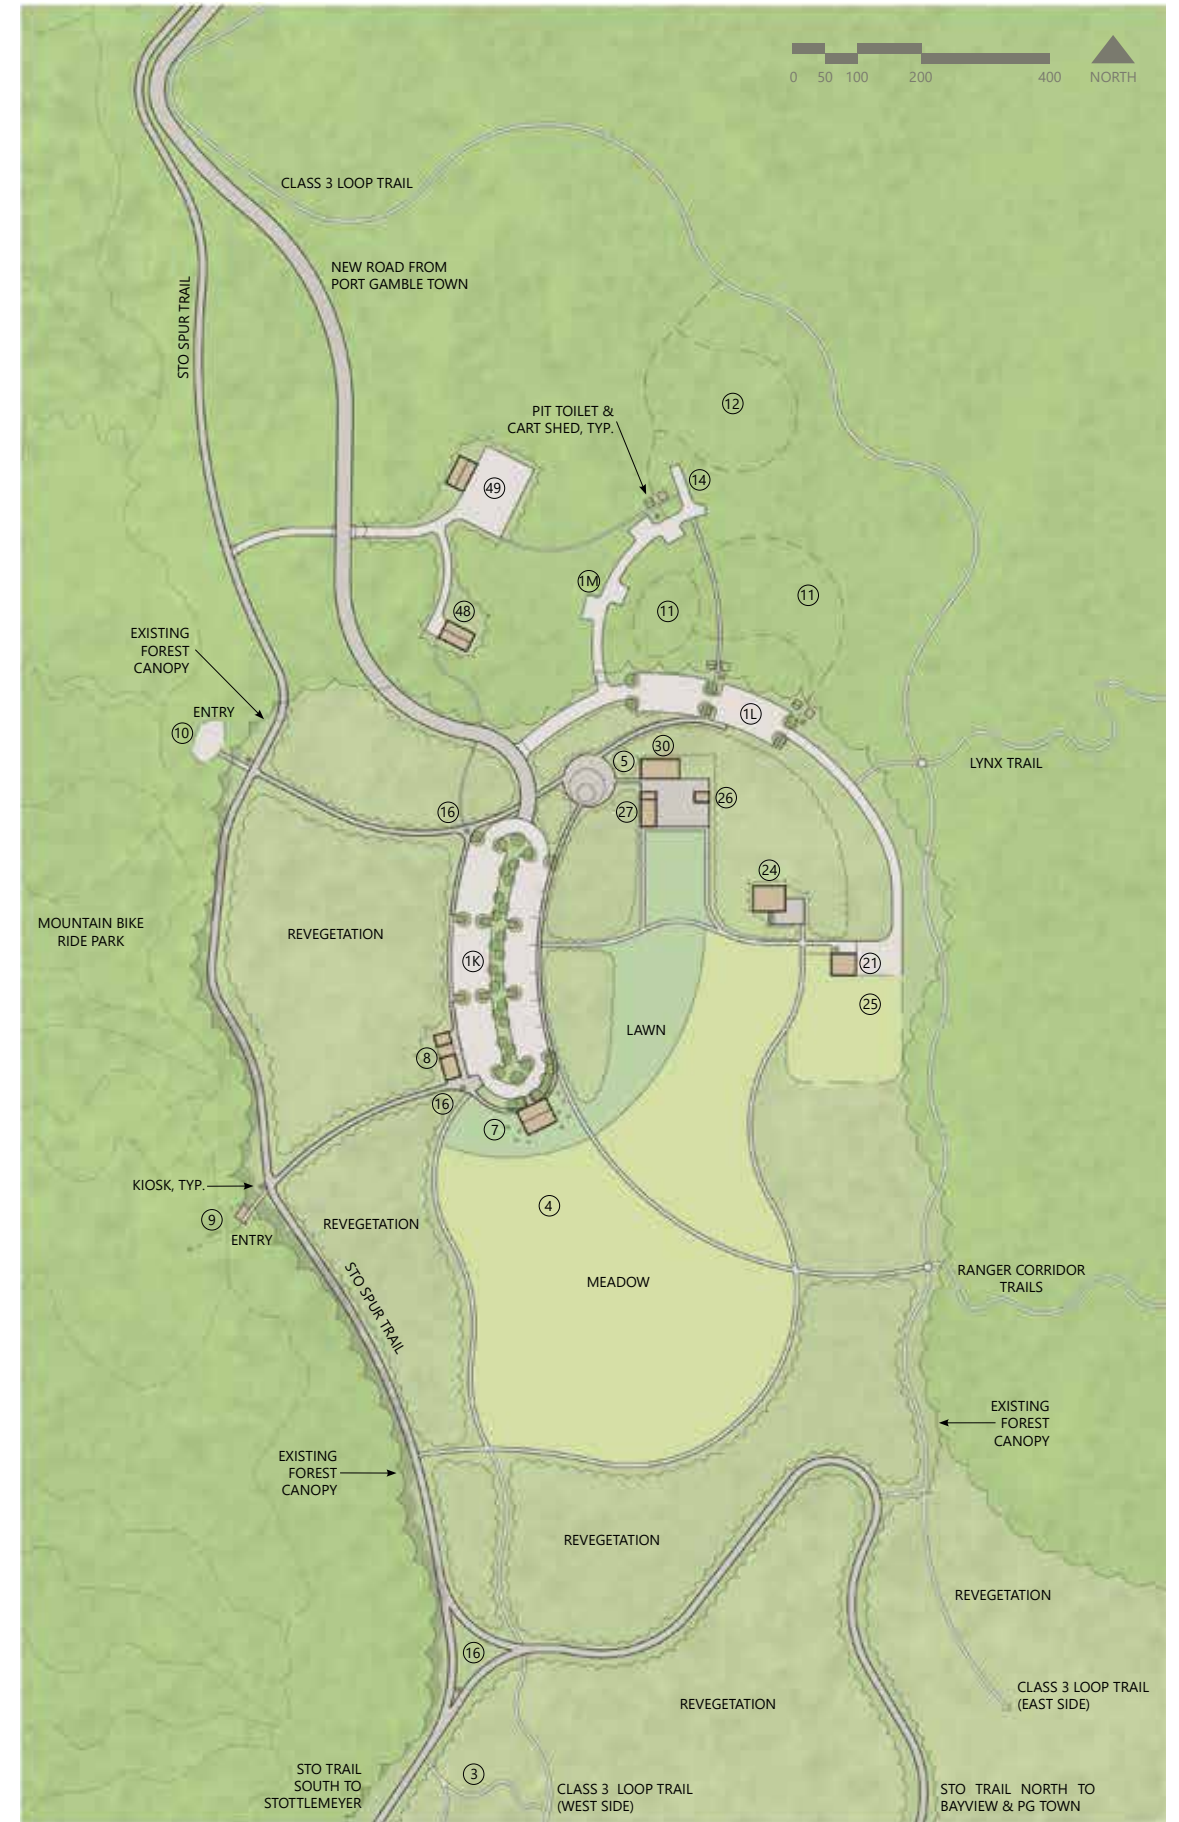 0 50 100 200 400 NORTH
CLASS 3 LOOP TRAIL
NEW ROAD FROM
PORT GAMBLE TOWN
STO SPUR TRAIL
12
PIT TOILET &
CART SHED, TYP.
14
49
1M
11
11
48
EXISTING
FOREST
CANOPY
ENTRY
10
1L
5
30
LYNX TRAIL
26
27
16
24
MOUNTAIN BIKE
RIDE PARK
REVEGETATION
1K
21
25
LAWN
8
16
7
KIOSK, TYP.
9
ENTRY
4
REVEGETATION
MEADOW
RANGER CORRIDOR
TRAILS
STO SPUR TRAIL
EXISTING
FOREST
CANOPY
EXISTING
FOREST
CANOPY
REVEGETATION
REVEGETATION
16
REVEGETATION
CLASS 3 LOOP TRAIL
(EAST SIDE)
STO TRAIL
SOUTH TO
STOTTLEMEYER
3
CLASS 3 LOOP TRAIL
(WEST SIDE)
STO TRAIL NORTH TO
BAYVIEW & PG TOWN